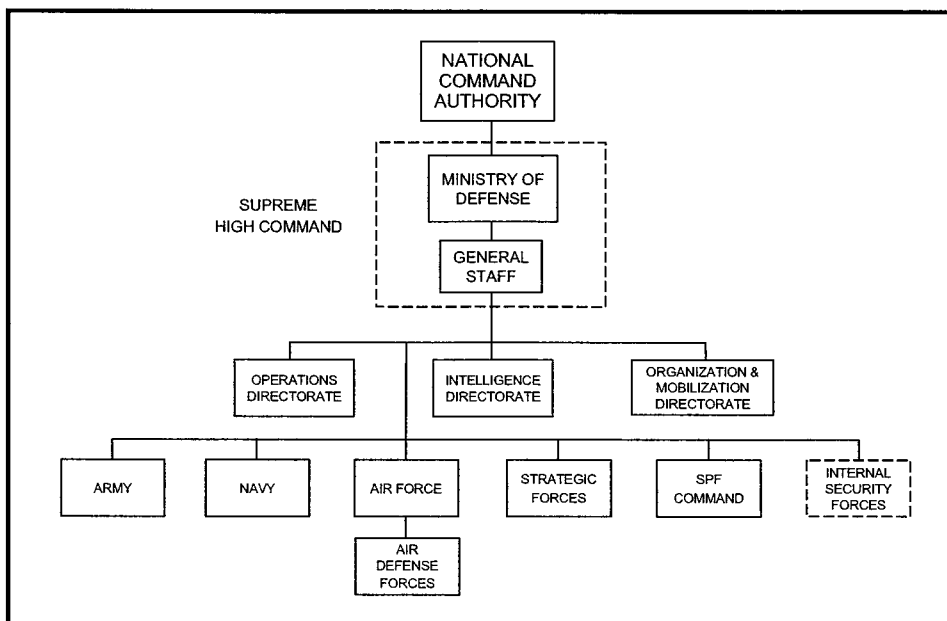 NATIONAL
COMMAND
AUTHORITY
MINISTRY OF
DEFENSE
SUPREME
HIGH COMMAND
GENERAL
STAFF
OPERATIONS
DIRECTORATE
INTELLIGENCE
DIRECTORATE
ORGANIZATION &
MOBILIZATION
DIRECTORATE
ARMY
NAVY
AIR FORCE
STRATEGIC
FORCES
SPF
COMMAND
INTERNAL
SECURITY
FORCES
AIR
DEFENSE
FORCES